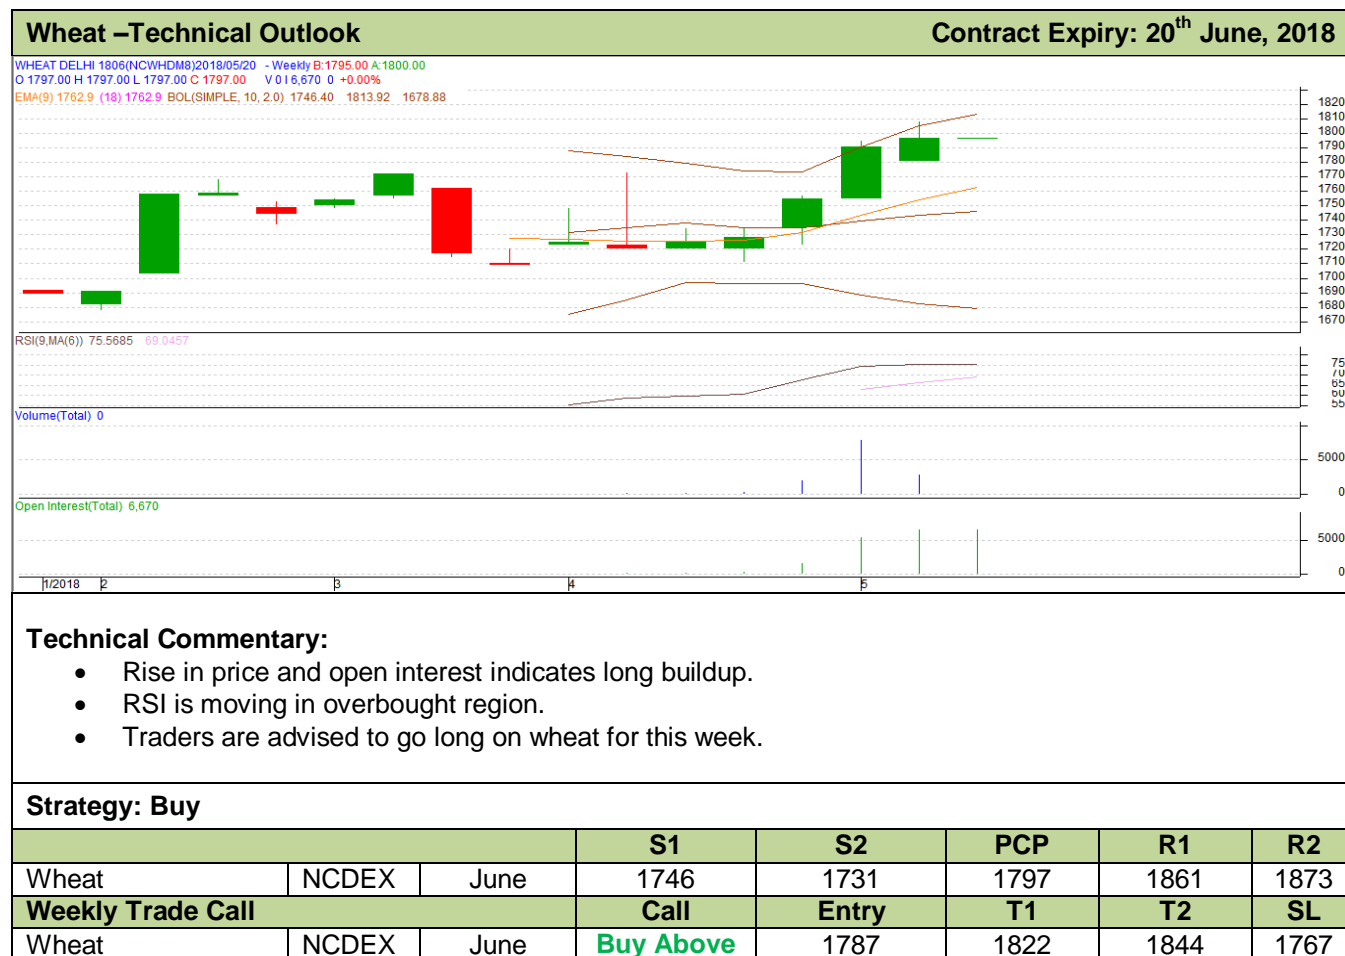 Wheat –Technical Outlook Contract Expiry: 20th June, 2018
WHEAT DELHI 1806(NCWHDM8)2018/05/20 - Weekly B:1795.00 A:1800.00
O 1797.00 H 1797.00 L 1797.00 C 1797.00 V 0 I 6,670 0 +0.00%
EMA(9) 1762.9 (18) 1762.9 BOL(SIMPLE, 10, 2.0) 1746.40 1813.92 1678.88
1820
1810
1800
1790
1780
1770
1760
1750
1740
1730
1720
1710
1700
1690
1680
1670
RSI(9,MA(6)) 75.5685 69.0457
75
70
65
60
55
Volume(Total) 0
5000
0
Open Interest(Total) 6,670
5000
0
1/2018 2 3 4 5
Technical Commentary:
• Rise in price and open interest indicates long buildup.
• RSI is moving in overbought region.
• Traders are advised to go long on wheat for this week.
Strategy: Buy
S1 S2 PCP R1 R2
Wheat NCDEX June 1746 1731 1797 1861 1873
Weekly Trade Call Call Entry T1 T2 SL
Wheat NCDEX June Buy Above 1787 1822 1844 1767